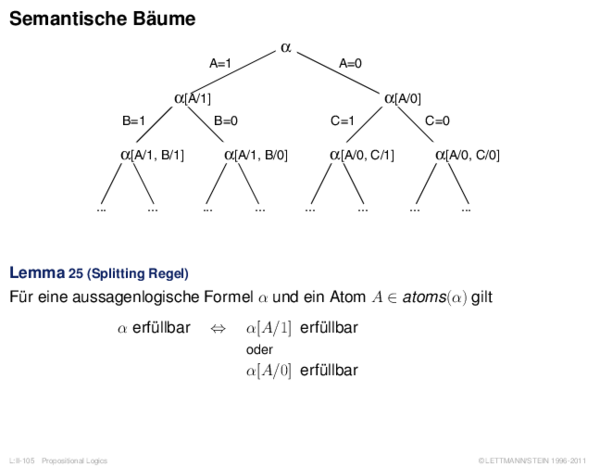 Semantische Bäume
α
A=1 A=0
α[A/1] α[A/0]
B=1 B=0 C=1 C=0
α[A/1, B/1] α[A/1, B/0] α[A/0, C/1] α[A/0, C/0]
... ... ... ... ... ... ... ...
Lemma 25 (Splitting Regel)
Für eine aussagenlogische Formel α und ein Atom A ∈ atoms(α) gilt
α erfüllbar ⇔ α[A/1] erfüllbar
oder
α[A/0] erfüllbar
L:II-105 Propositional Logics ©LETTMANN/STEIN 1996-2011